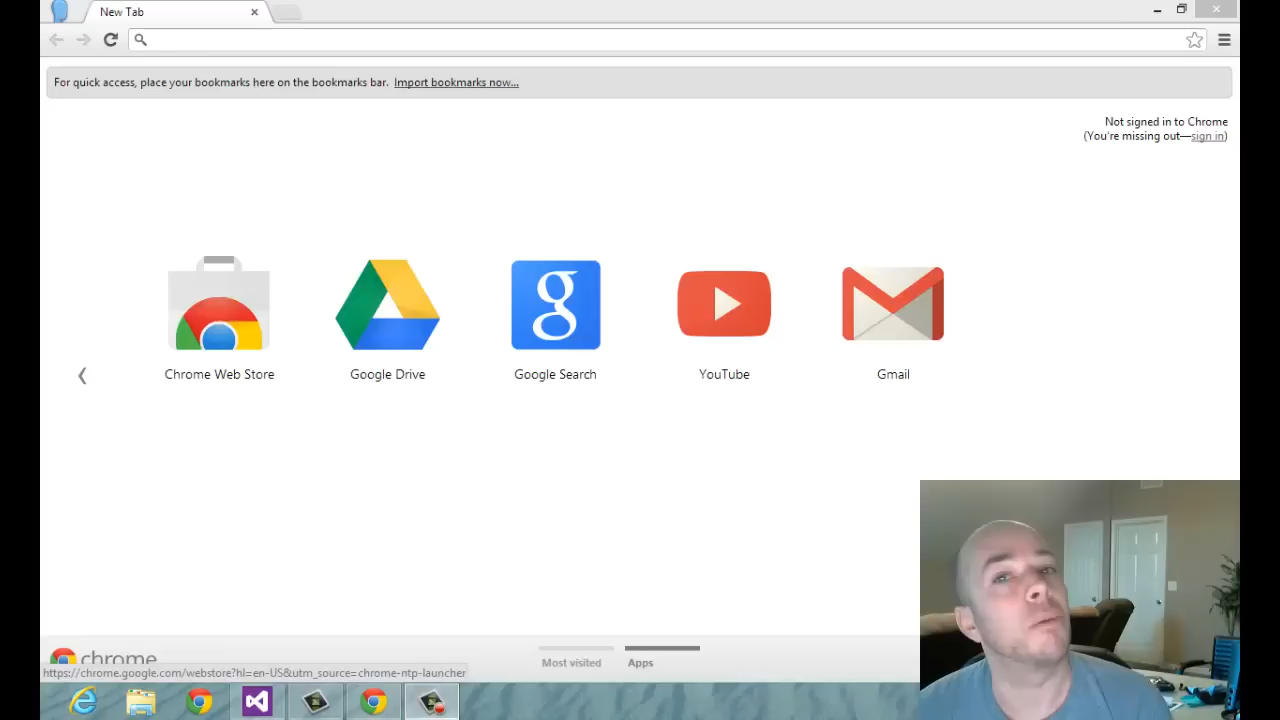 New Tab
For quick access, place your bookmarks here on the bookmarks bar. Import bookmarks now...
Not signed in to Chrome
(You're missing out—sign in)
g
Chrome Web Store
Google Drive
Google Search
YouTube
Gmail
chrome
Most visited
Apps
https://chrome.google.com/webstore?hl=en-US&utm_source=chrome-ntp-launcher